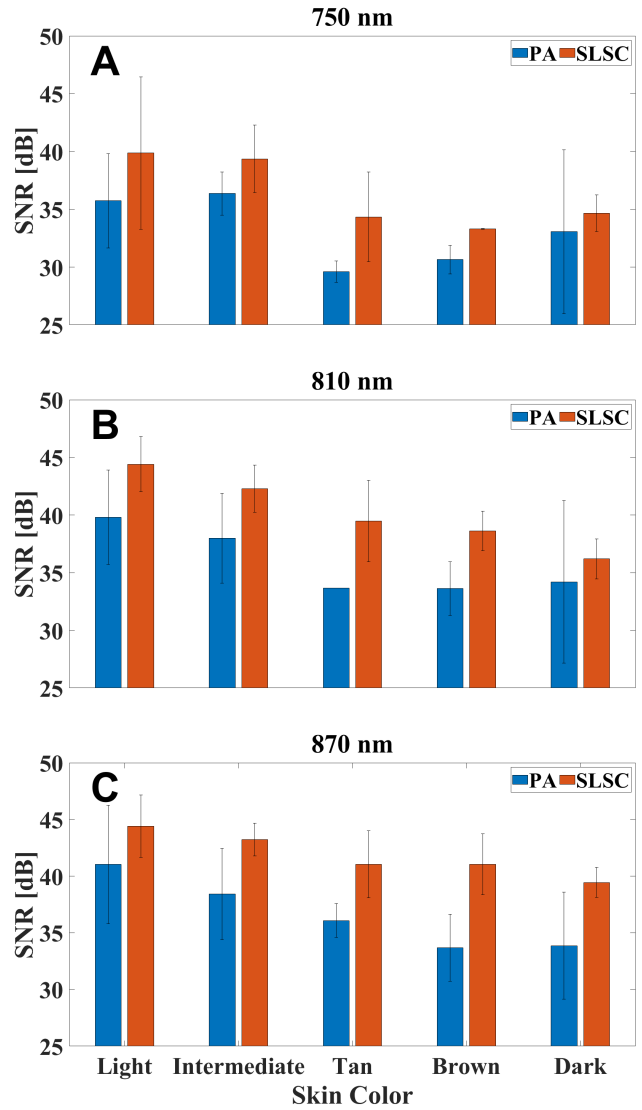 750 nm
A
PA SLSC
50
45
40
35
30
25
SNR [dB]
810 nm
B
PA SLSC
50
45
40
35
30
25
SNR [dB]
870 nm
C
PA SLSC
50
45
40
35
30
25
SNR [dB]
Light Intermediate Tan Brown Dark
Skin Color